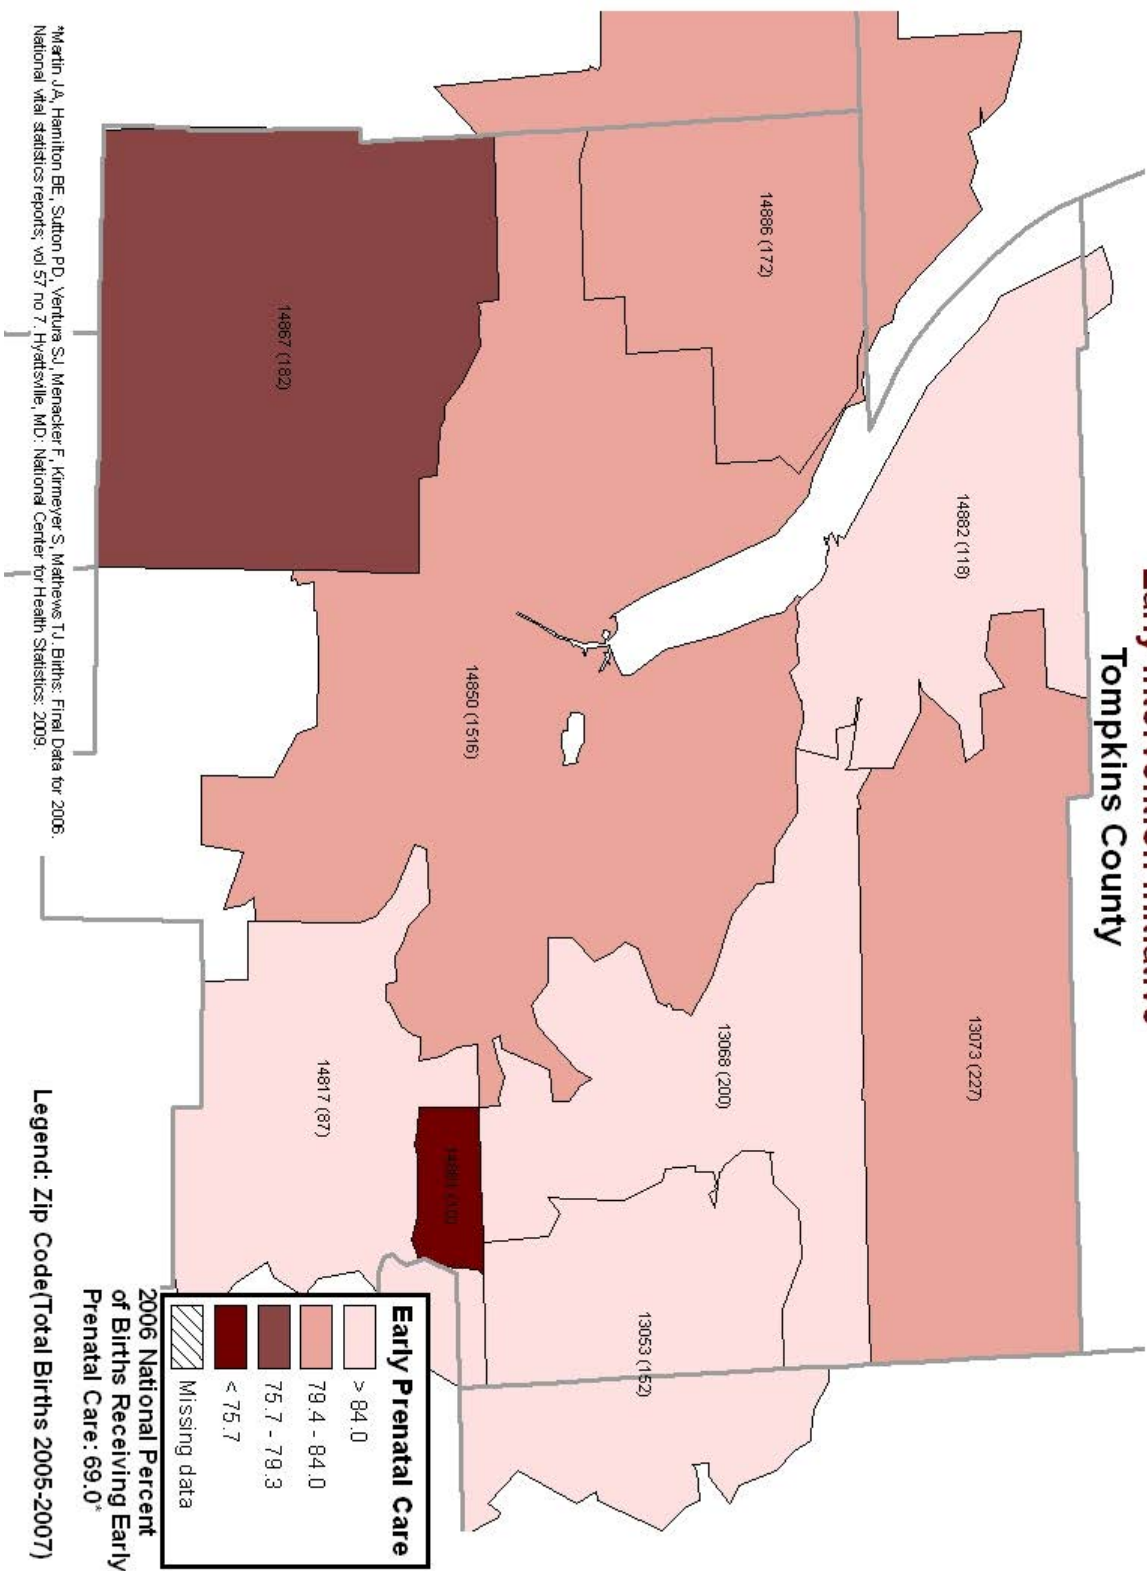 Tompkins County
14886 (172)
14882 (118)
13073 (227)
14867 (182)
14850 (1516)
13068 (200)
14817 (87)
13053 (152)
Early Prenatal Care
> 84.0
79.4 - 84.0
75.7 - 79.3
< 75.7
Missing data
2006 National Percent
of Births Receiving Early
Prenatal Care: 69.0*
Legend: Zip Code(Total Births 2005-2007)
*Martin JA, Hamilton BE, Sutton PD, Ventura SJ, Menacker F, Kirmeyer S, Mathews TJ. Births: Final Data for 2006.
National vital statistics reports; vol 57 no 7. Hyattsville, MD: National Center for Health Statistics: 2009.